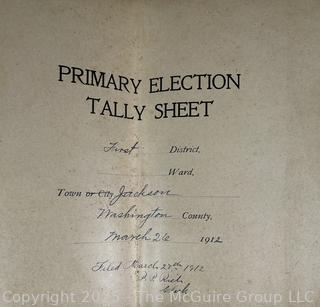 PRIMARY ELECTION
TALLY SHEET
First District,
Ward,
Town or City Jackson
Washington County,
March 26 1912
Filed March 27th 1912
Clerk
Copyright 2025 - The McGuire Group LLC